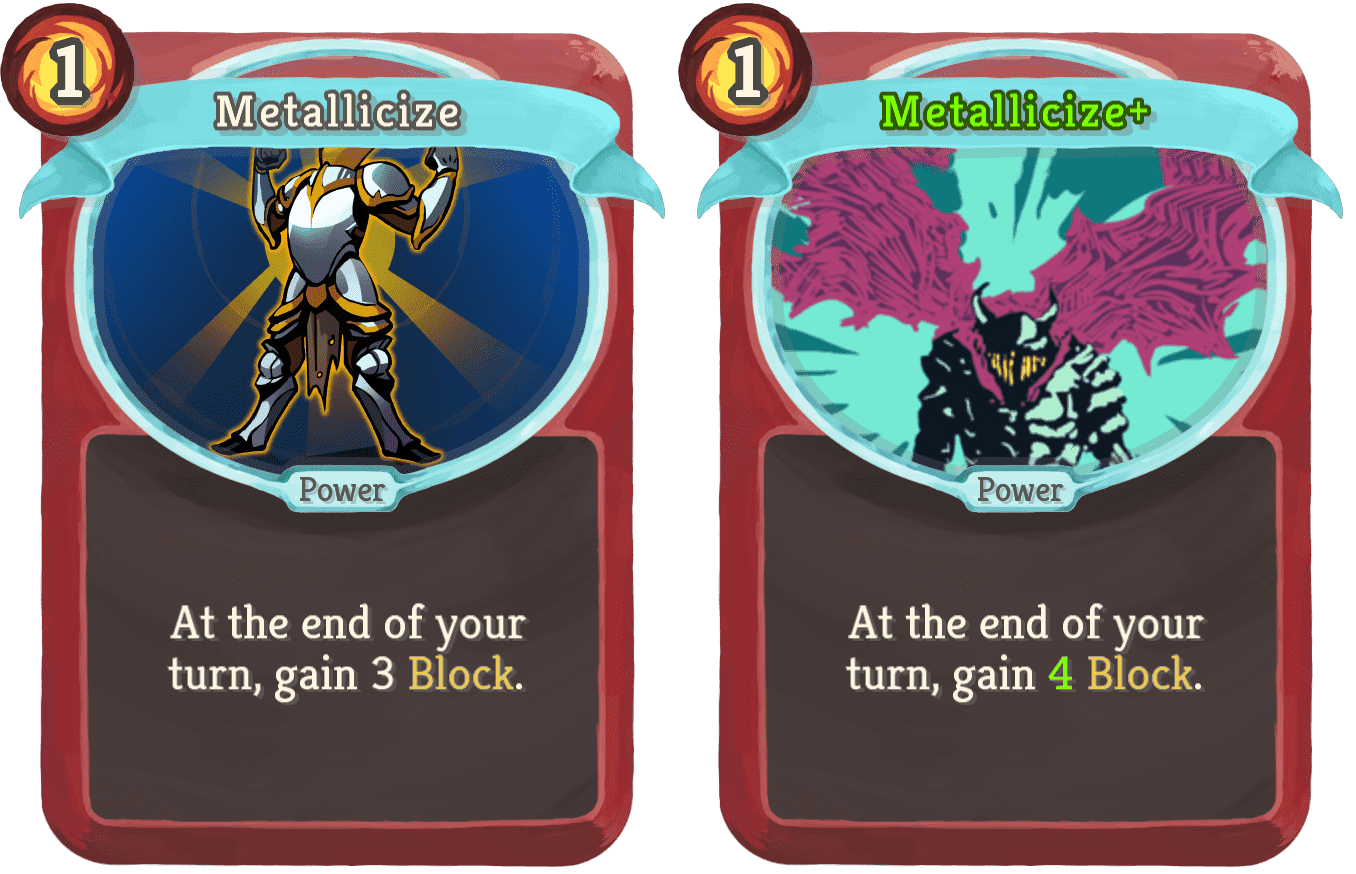 1
Metallicize
Power
At the end of your
turn, gain 3 Block.
1
Metallicize+
Power
At the end of your
turn, gain 4 Block.